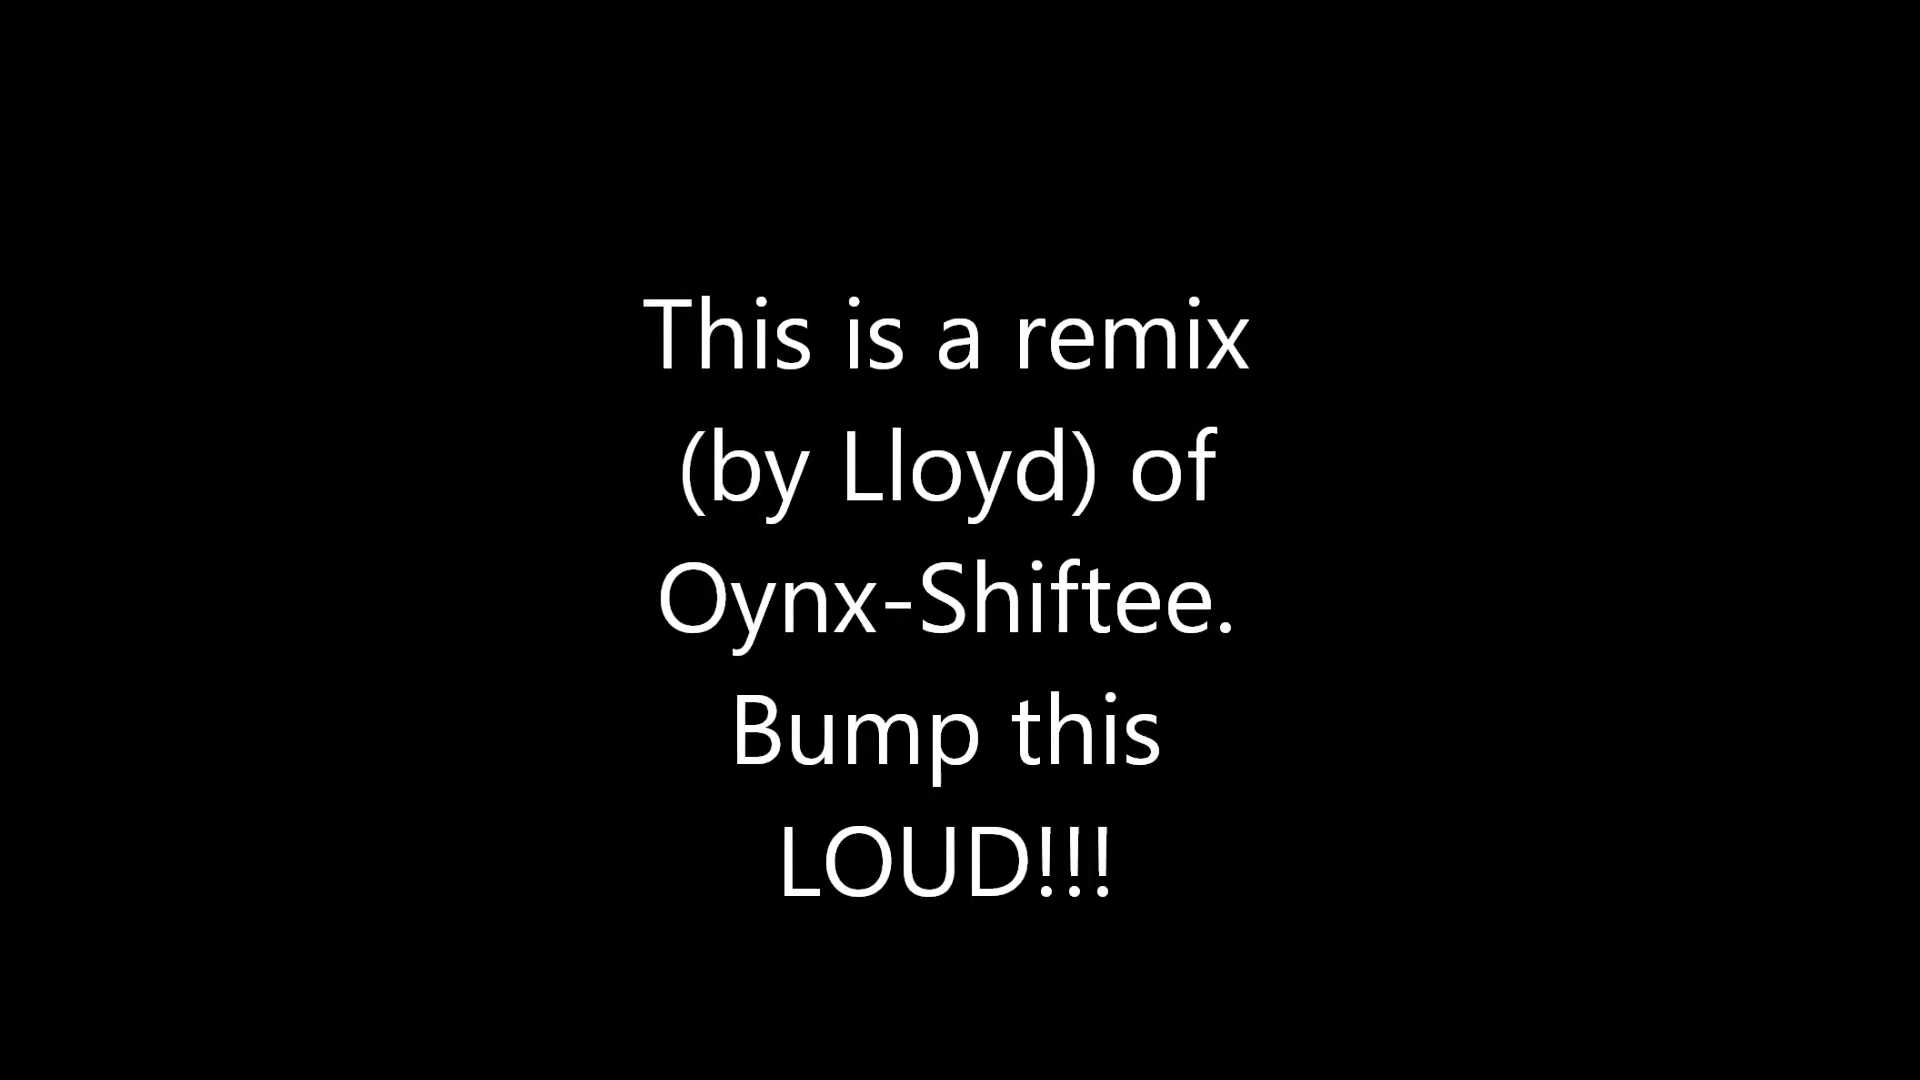 This is a remix
(by Lloyd) of
Oynx-Shiftee.
Bump this
LOUD!!!